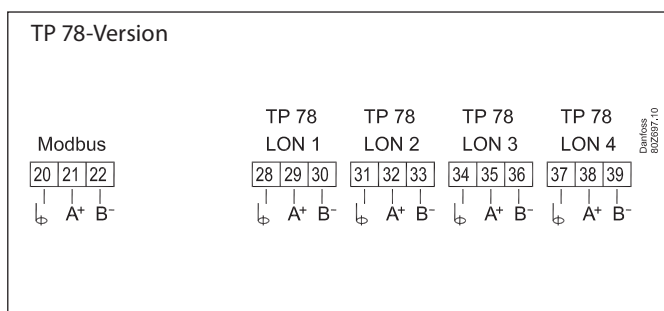 TP 78-Version
TP 78 TP 78 TP 78 TP 78
Modbus LON 1 LON 2 LON 3 LON 4
20 21 22 28 29 30 31 32 33 34 35 36 37 38 39
A+ B- A+ B- A+ B- A+ B- A+ B-
Danfoss
80Z697.10